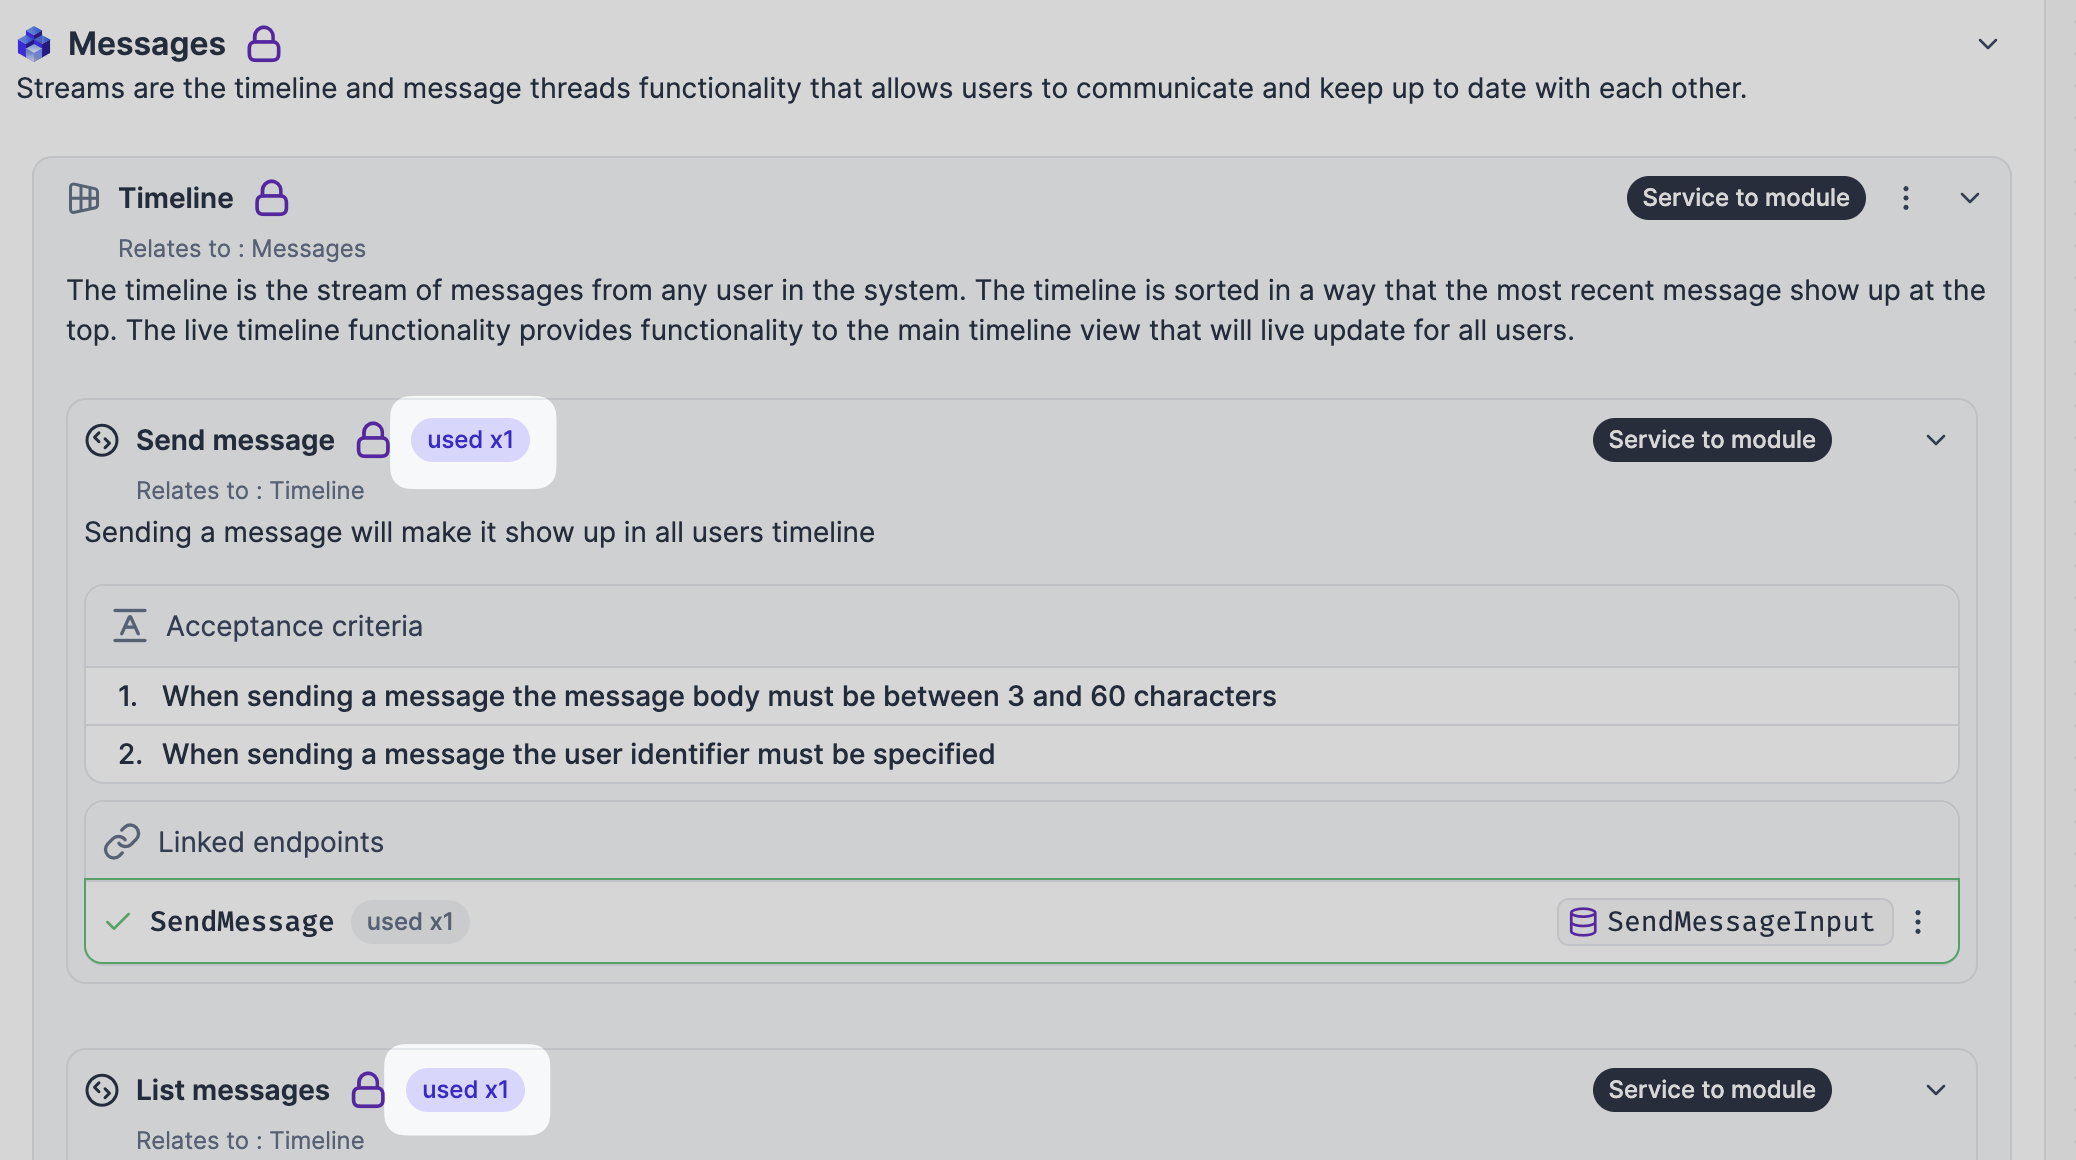 Messages
Streams are the timeline and message threads functionality that allows users to communicate and keep up to date with each other.
Timeline
Service to module
Relates to : Messages
The timeline is the stream of messages from any user in the system. The timeline is sorted in a way that the most recent message show up at the
top. The live timeline functionality provides functionality to the main timeline view that will live update for all users.
Send message used x1 Service to module
Relates to : Timeline
Sending a message will make it show up in all users timeline
Acceptance criteria
1. When sending a message the message body must be between 3 and 60 characters
2. When sending a message the user identifier must be specified
Linked endpoints
SendMessage used x1 SendMessageInput
List messages used x1 Service to module
Relates to : Timeline